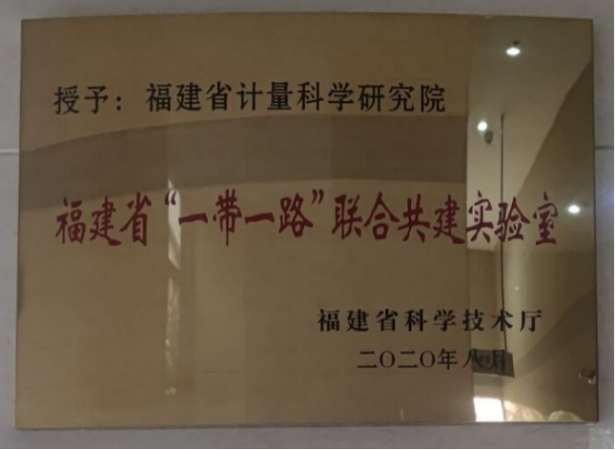 授予：福建省计量科学研究院
福建省“一带一路”联合共建实验室
福建省科学技术厅
二〇二〇年八月